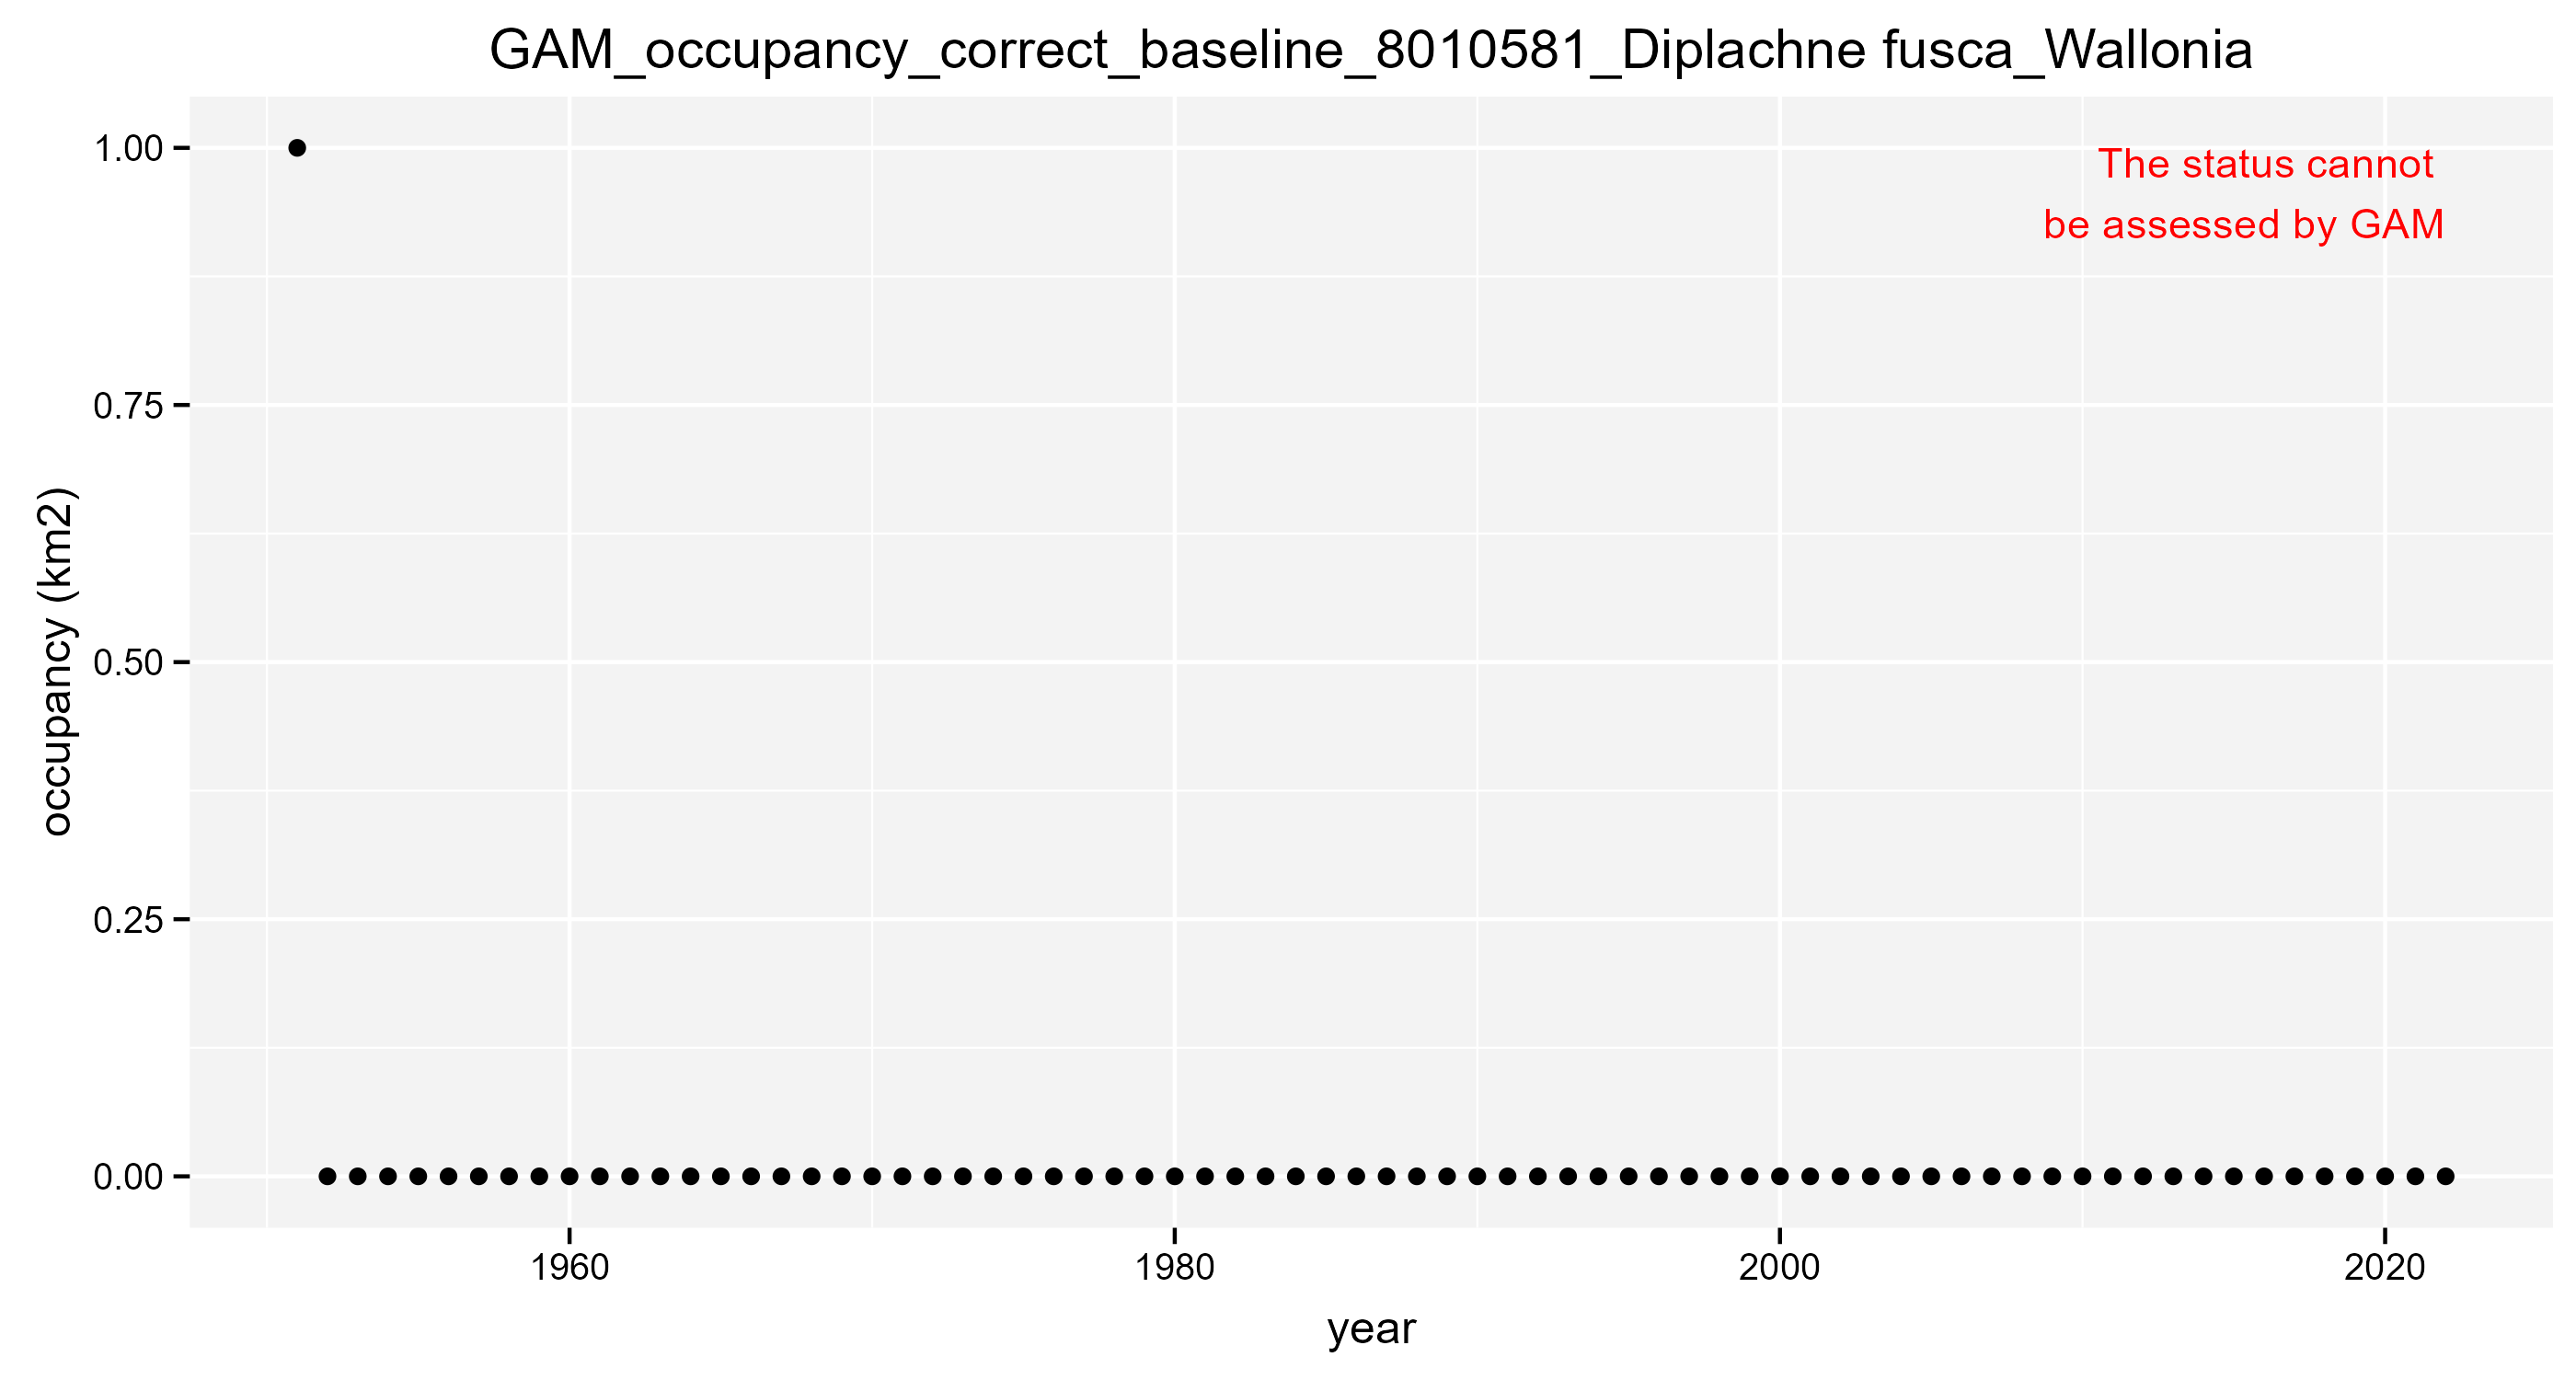 GAM_occupancy_correct_baseline_8010581_Diplachne fusca_Wallonia
The status cannot
be assessed by GAM
occupancy (km2)
1.00
0.75
0.50
0.25
0.00
1960
1980
2000
2020
year